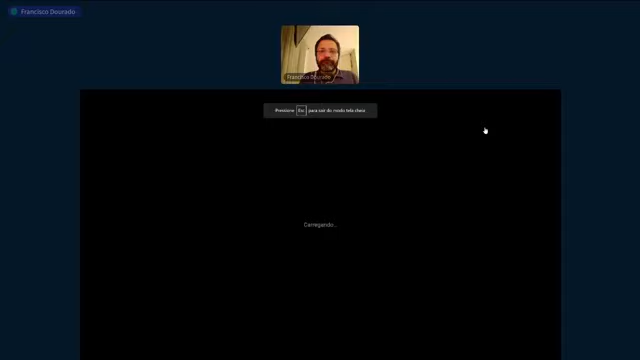 Francisco Dourado
Francisco Dourado
Pressione Esc para sair do modo tela cheia
Carregando...